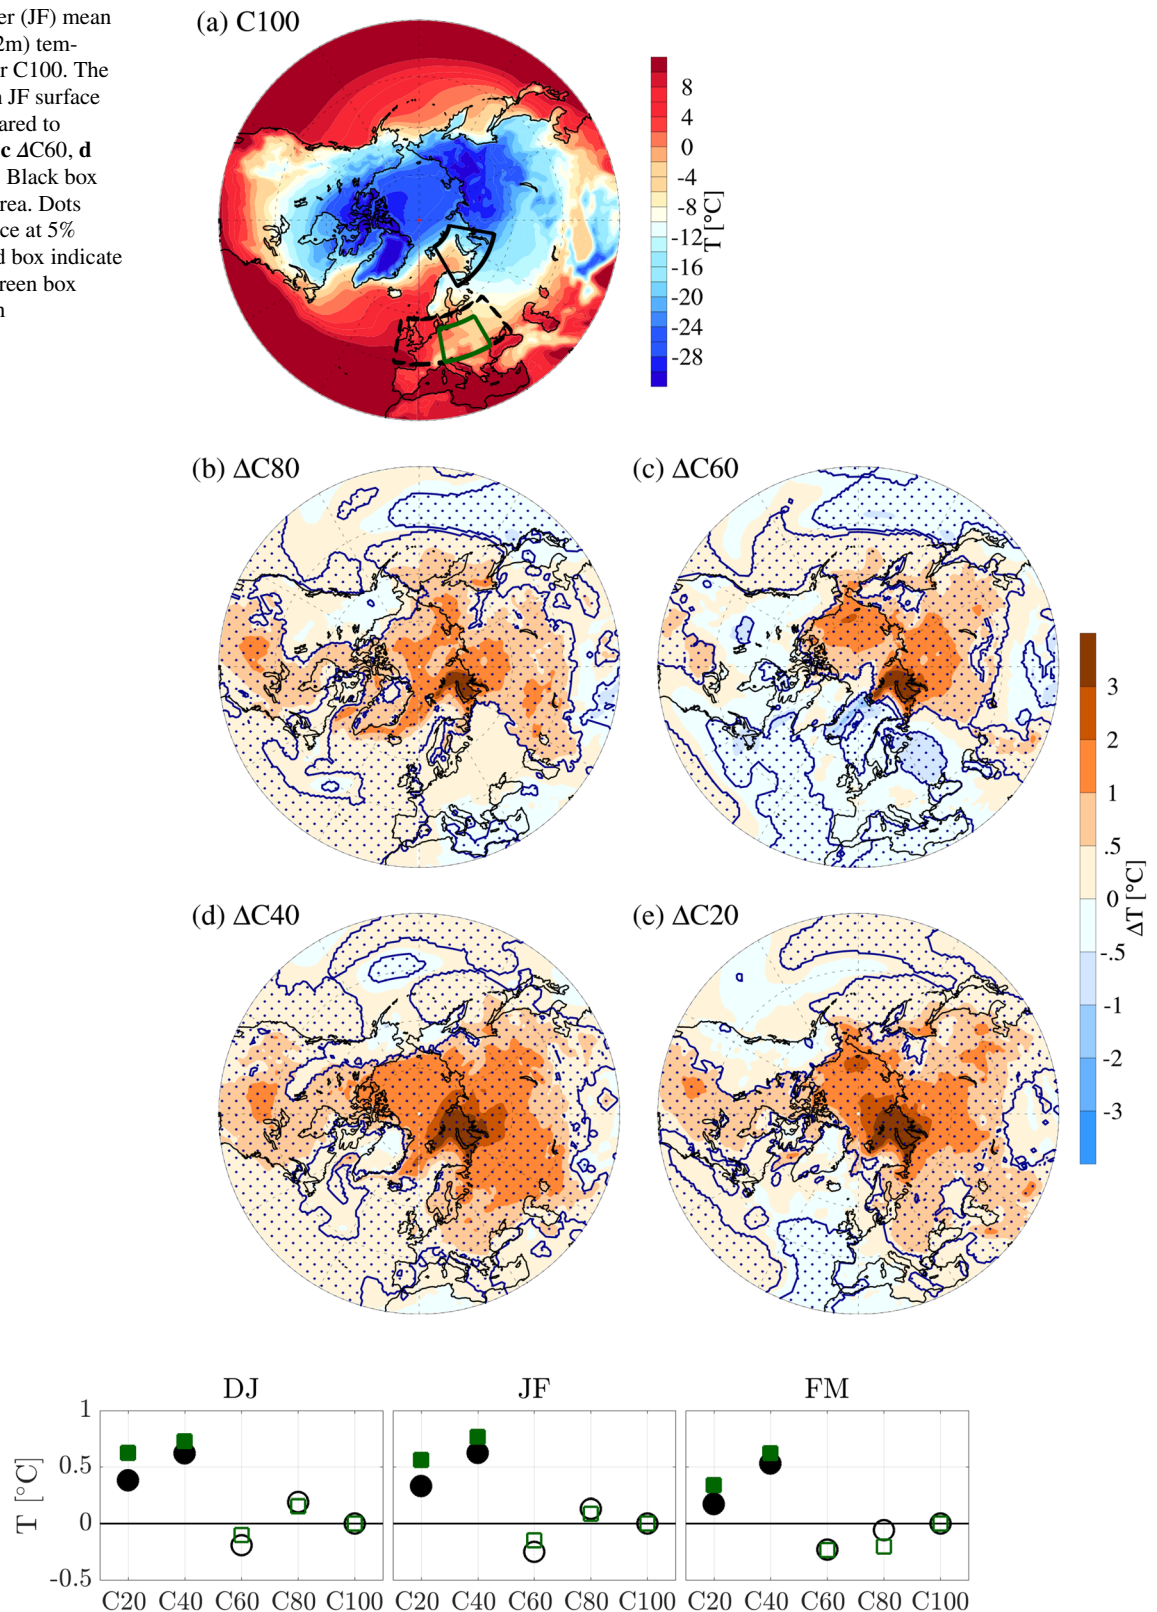 er (JF) mean
2m) tem-
r C100. The
n JF surface
ared to
c ΔC60, d
Black box
rea. Dots
ce at 5%
d box indicate
reen box
n
(a) C100
8
4
0
-4
-8
-12
-16
-20
-24
-28
T [°C]
(b) ΔC80
(c) ΔC60
(d) ΔC40
(e) ΔC20
3
2
1
.5
0
-.5
-1
-2
-3
ΔT [°C]
DJ
JF
FM
1
0.5
0
-0.5
T [°C]
C20 C40 C60 C80 C100
C20 C40 C60 C80 C100
C20 C40 C60 C80 C100